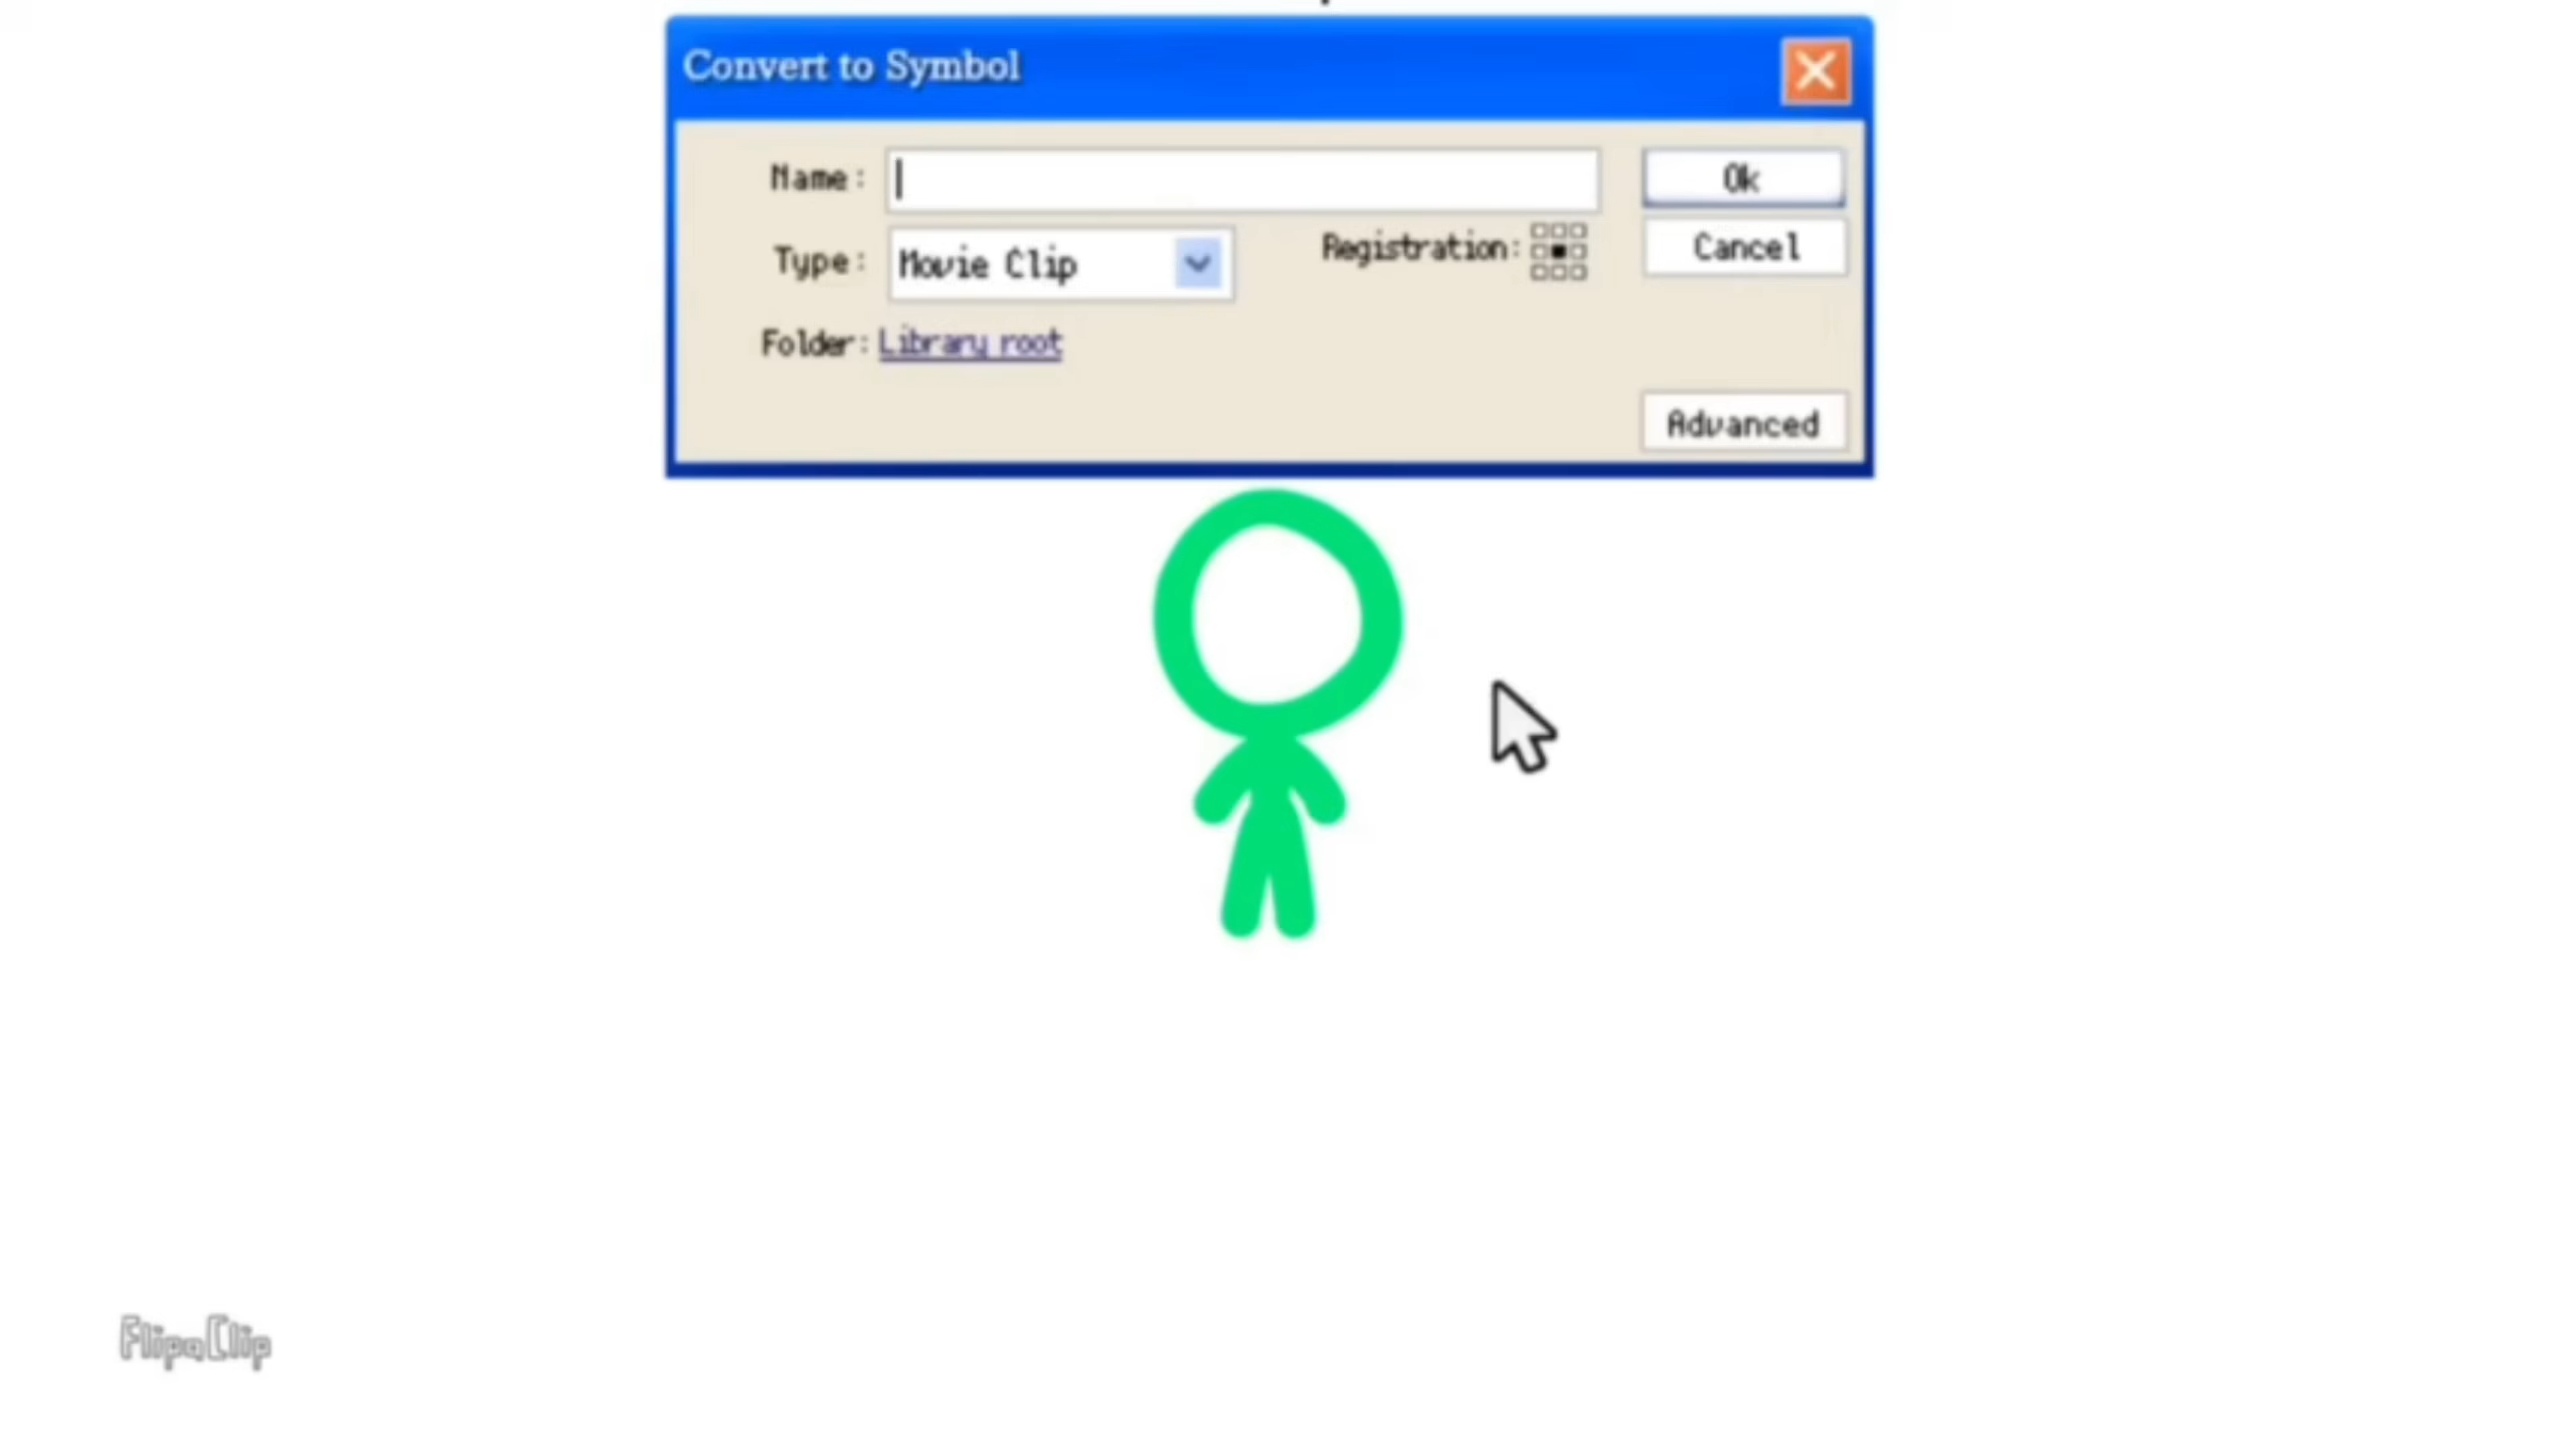 Convert to Symbol
Name:
Ok
Type: Movie Clip
Registration:
Cancel
Folder: Library root
Advanced
FlipaClip